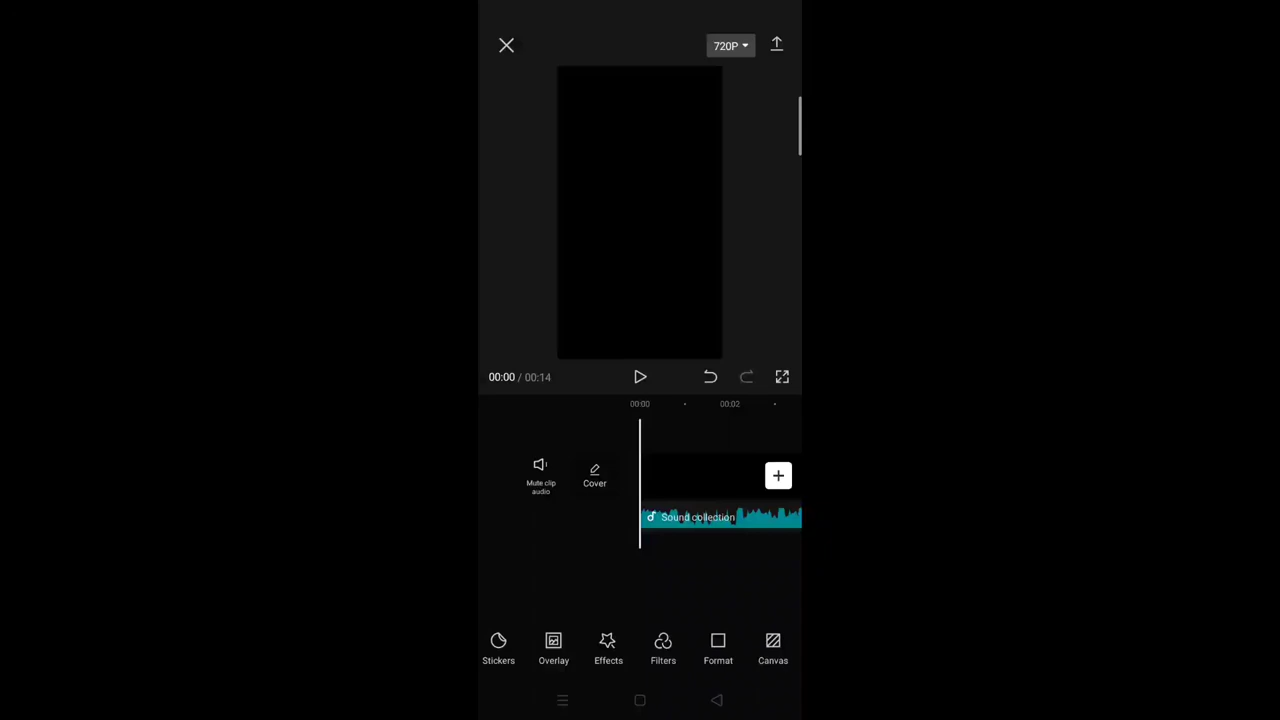 720P
00:00 / 00:14
00:00
00:02
Mute clip
audio
Cover
Sound collection
Stickers
Overlay
Effects
Filters
Format
Canvas